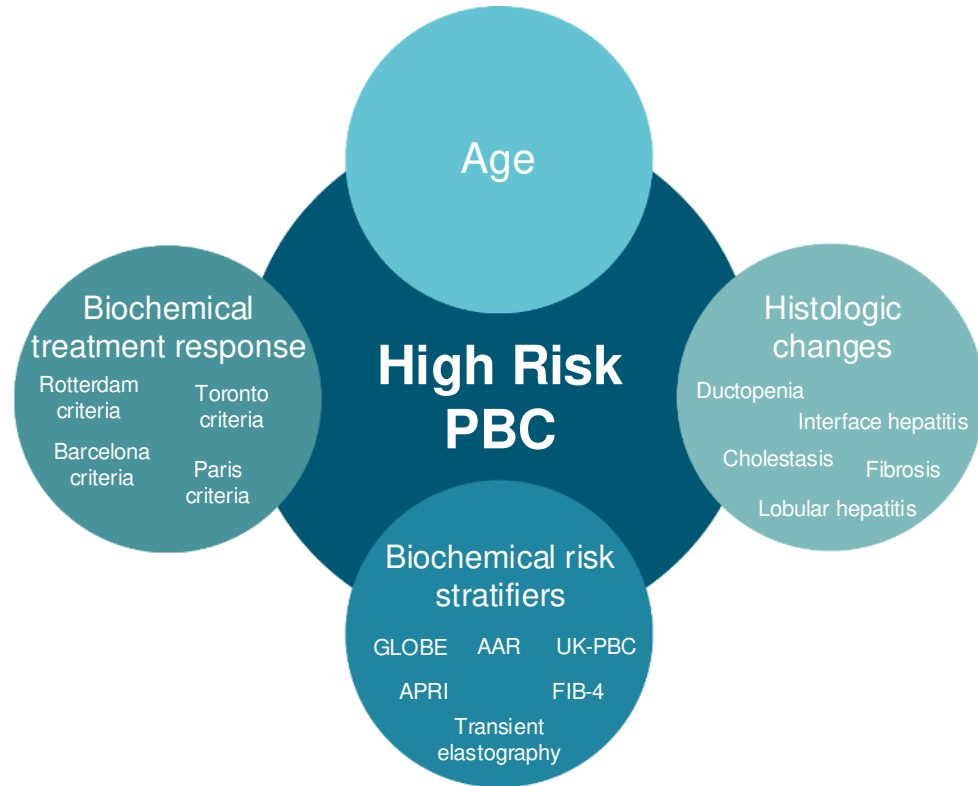 Age
High Risk
PBC
Biochemical
treatment response
Rotterdam
criteria
Toronto
criteria
Barcelona
criteria
Paris
criteria
Histologic
changes
Ductopenia
Interface hepatitis
Cholestasis
Fibrosis
Lobular hepatitis
Biochemical risk
stratifiers
GLOBE AAR UK-PBC
APRI FIB-4
Transient
elastography